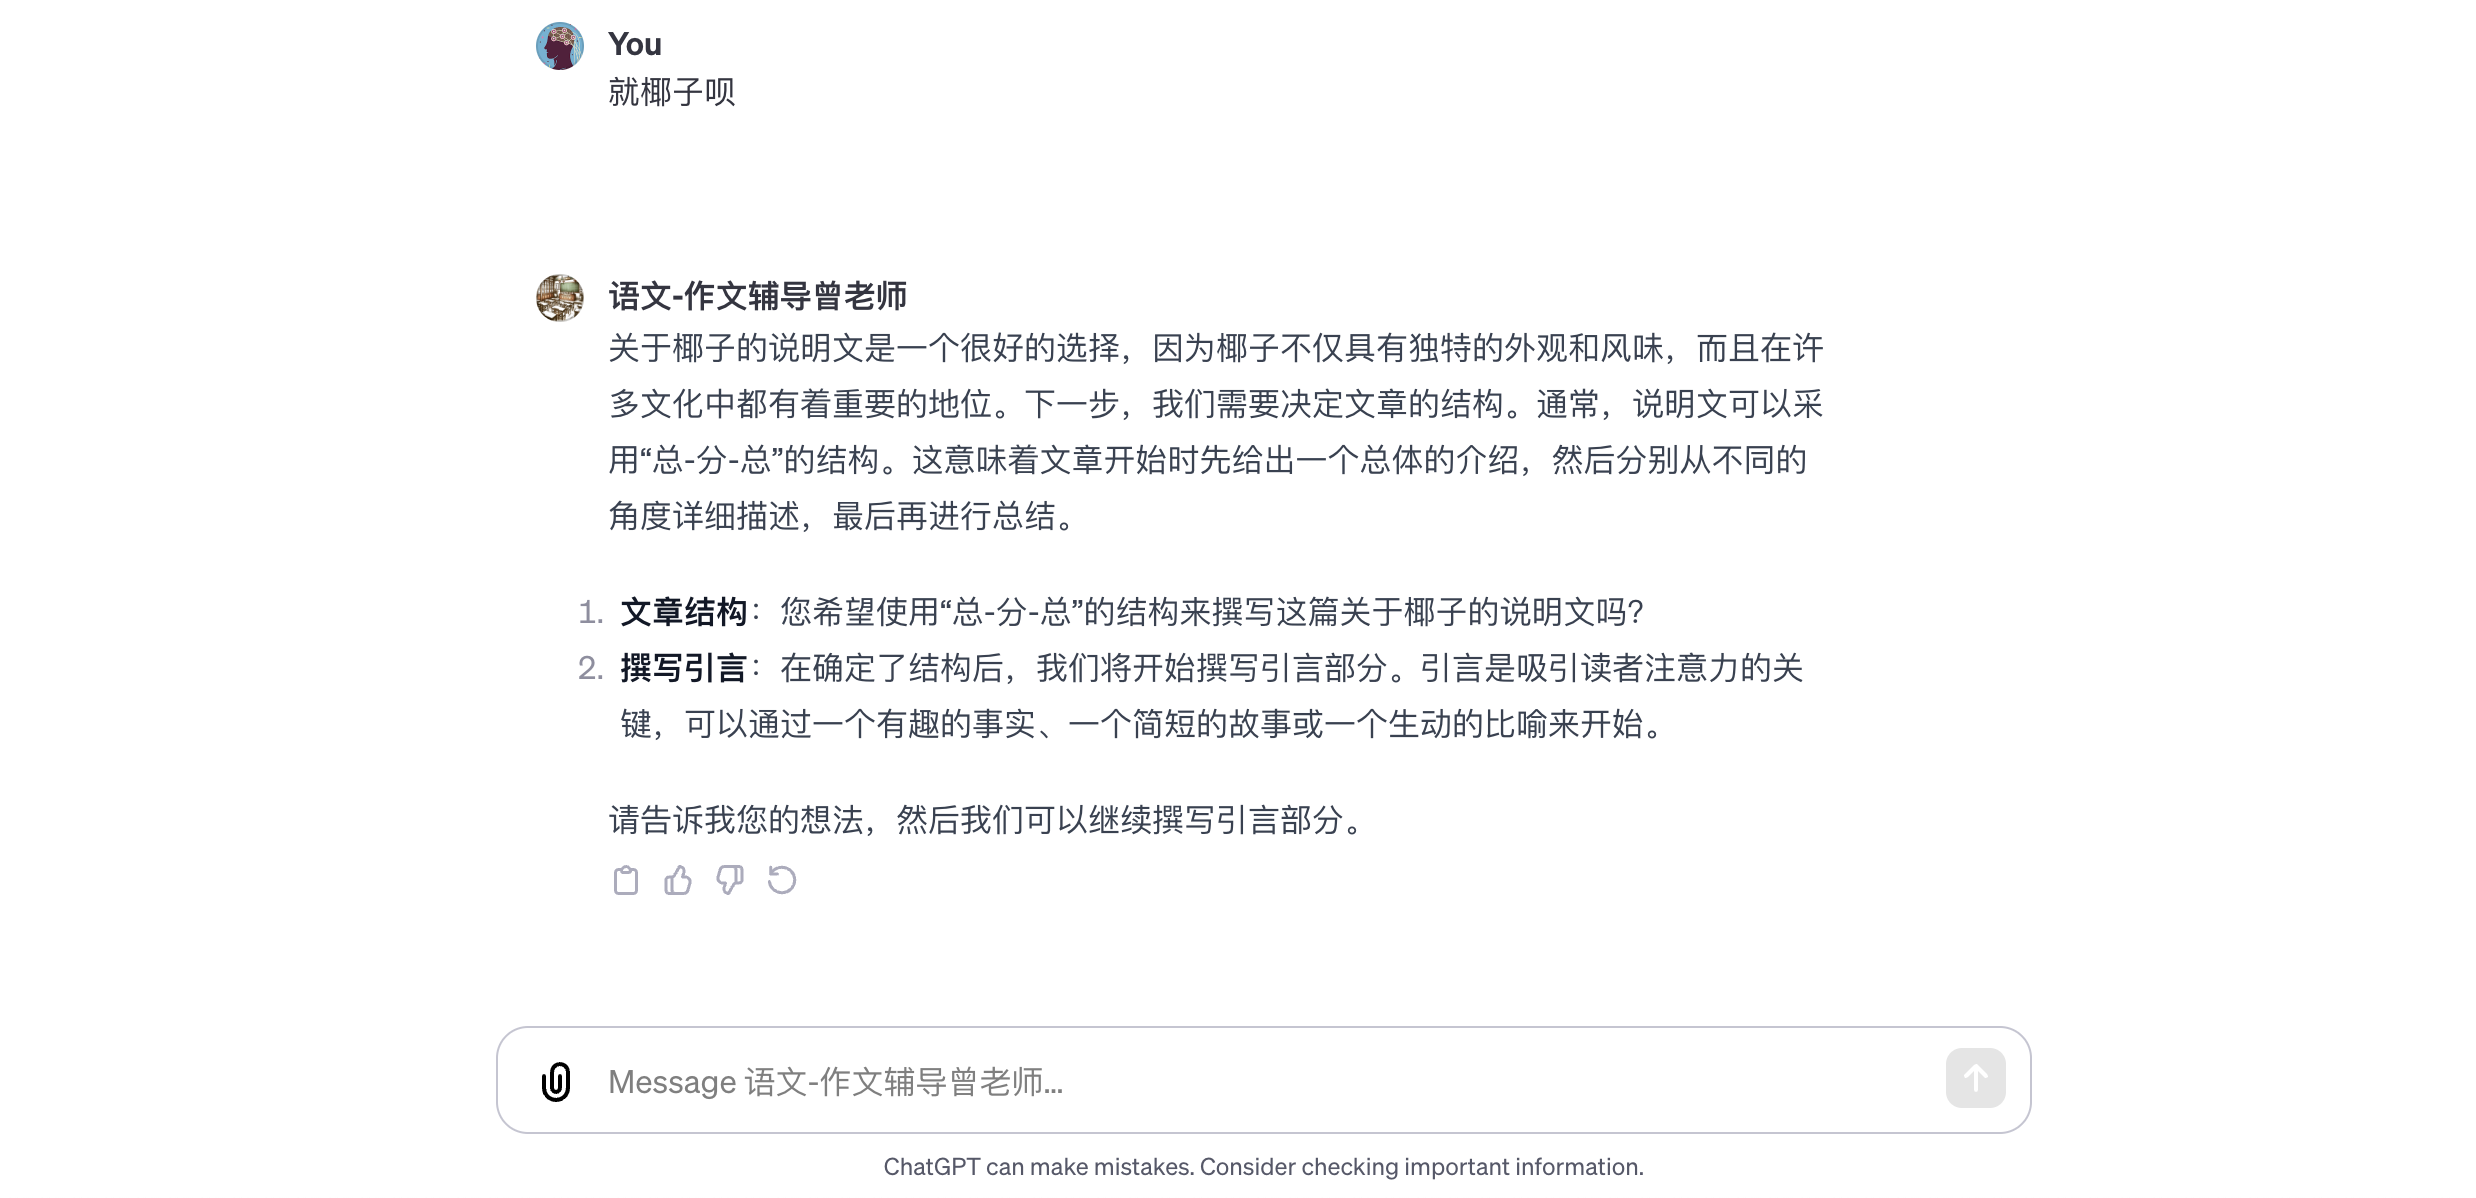 You
就椰子呗
语文-作文辅导曾老师
关于椰子的说明文是一个很好的选择，因为椰子不仅具有独特的外观和风味，而且在许
多文化中都有着重要的地位。下一步，我们需要决定文章的结构。通常，说明文可以采
用“总-分-总”的结构。这意味着文章开始时先给出一个总体的介绍，然后分别从不同的
角度详细描述，最后再进行总结。
1. 文章结构：您希望使用“总-分-总”的结构来撰写这篇关于椰子的说明文吗？
2. 撰写引言：在确定了结构后，我们将开始撰写引言部分。引言是吸引读者注意力的关
键，可以通过一个有趣的事实、一个简短的故事或一个生动的比喻来开始。
请告诉我您的想法，然后我们可以继续撰写引言部分。
Message 语文-作文辅导曾老师...
ChatGPT can make mistakes. Consider checking important information.